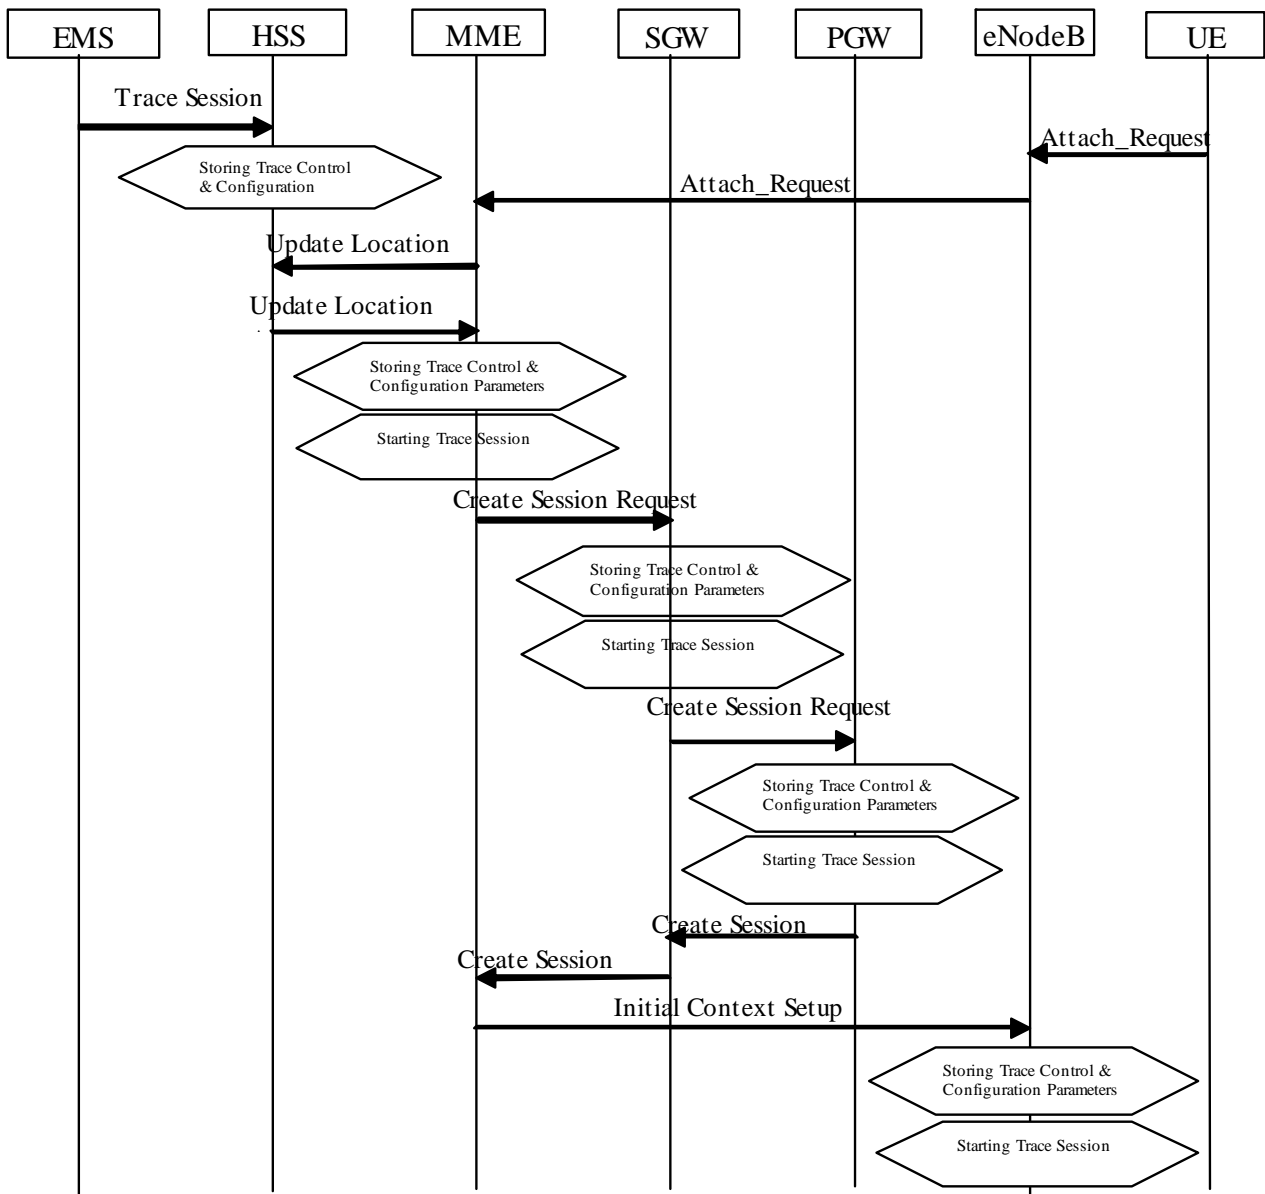 EMS
HSS
MME
SGW
PGW
eNodeB
UE
Trace Session
Attach_Request
Storing Trace Control
& Configuration
Attach_Request
Update Location
Update Location
Storing Trace Control &
Configuration Parameters
Starting Trace Session
Create Session Request
Storing Trace Control &
Configuration Parameters
Starting Trace Session
Create Session Request
Storing Trace Control &
Configuration Parameters
Starting Trace Session
Create Session
Create Session
Initial Context Setup
Storing Trace Control &
Configuration Parameters
Starting Trace Session